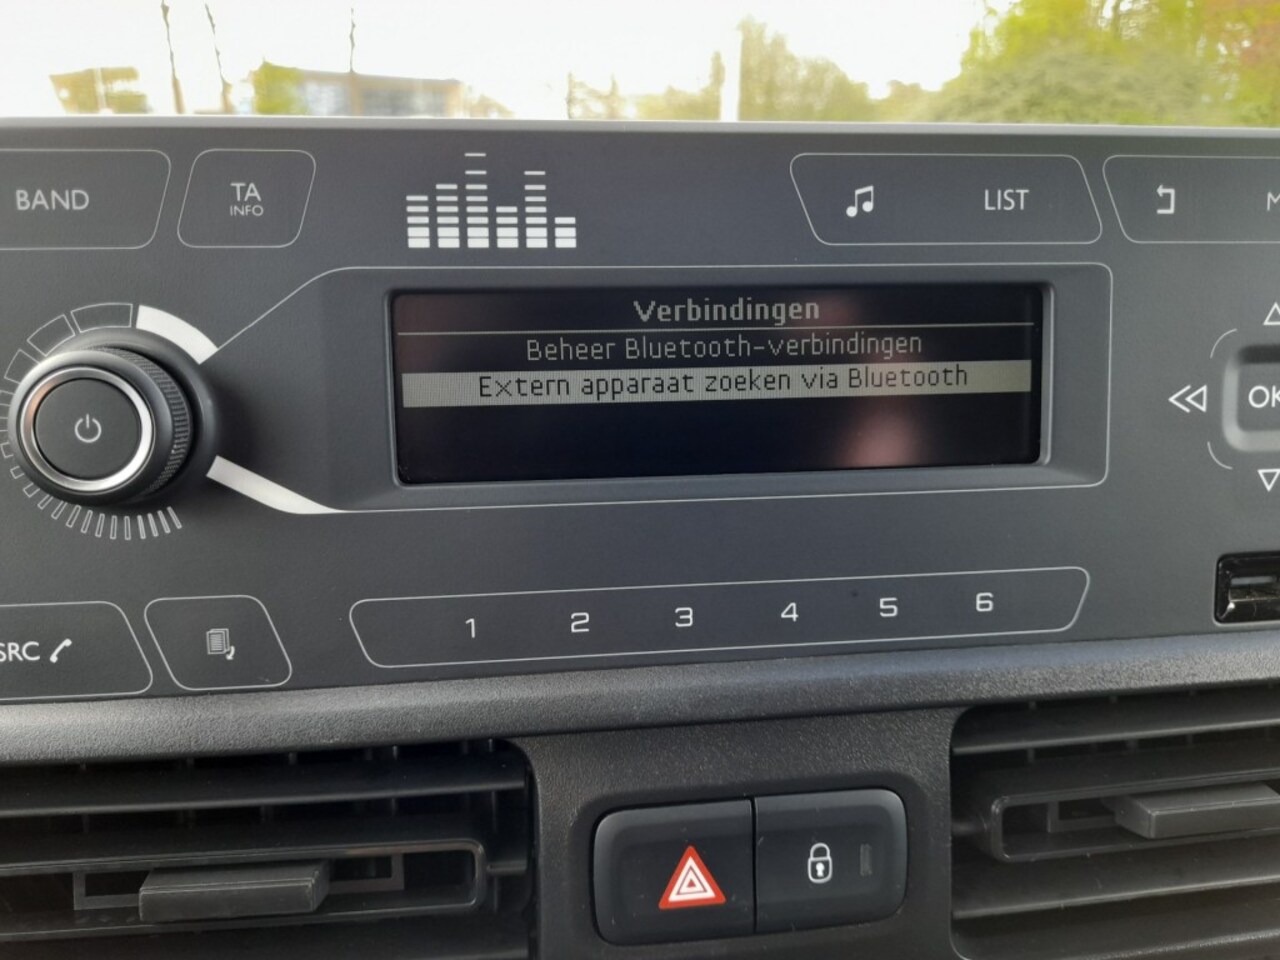 BAND
TA
INFO
LIST
Verbindingen
Beheer Bluetooth-verbindingen
Extern apparaat zoeken via Bluetooth
OK
SRC
1 2 3 4 5 6